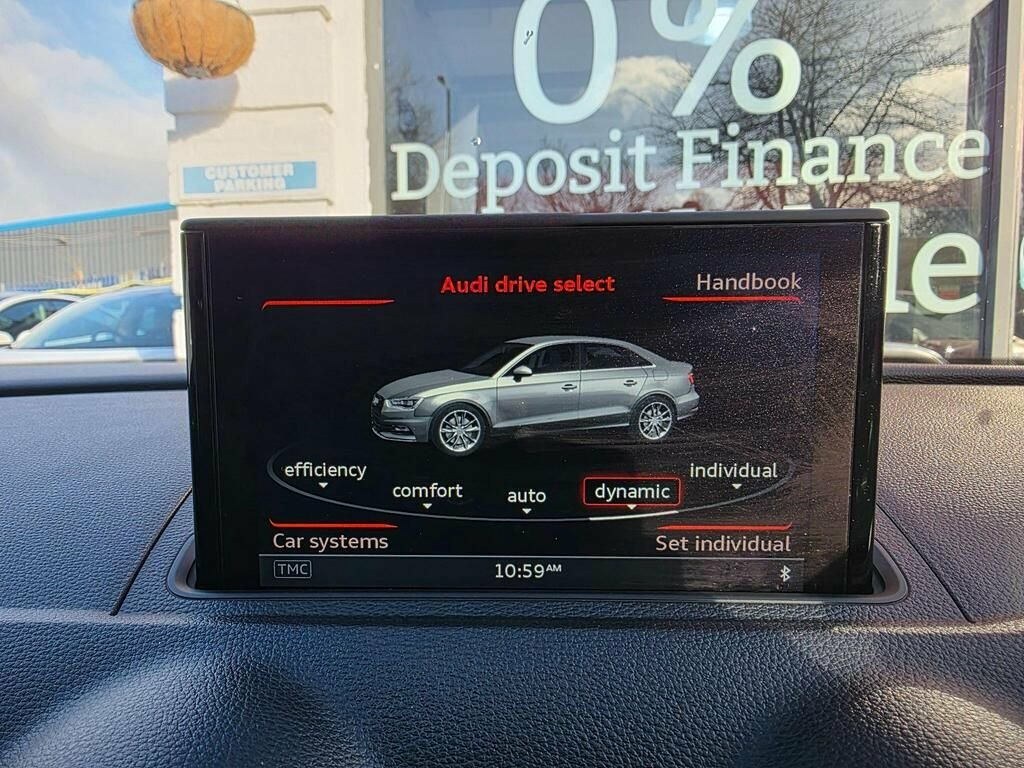 0%
Deposit Finance
le
CUSTOMER
PARKING
Audi drive select
Handbook
efficiency
comfort
auto
dynamic
individual
Car systems
Set individual
TMC
10:59AM